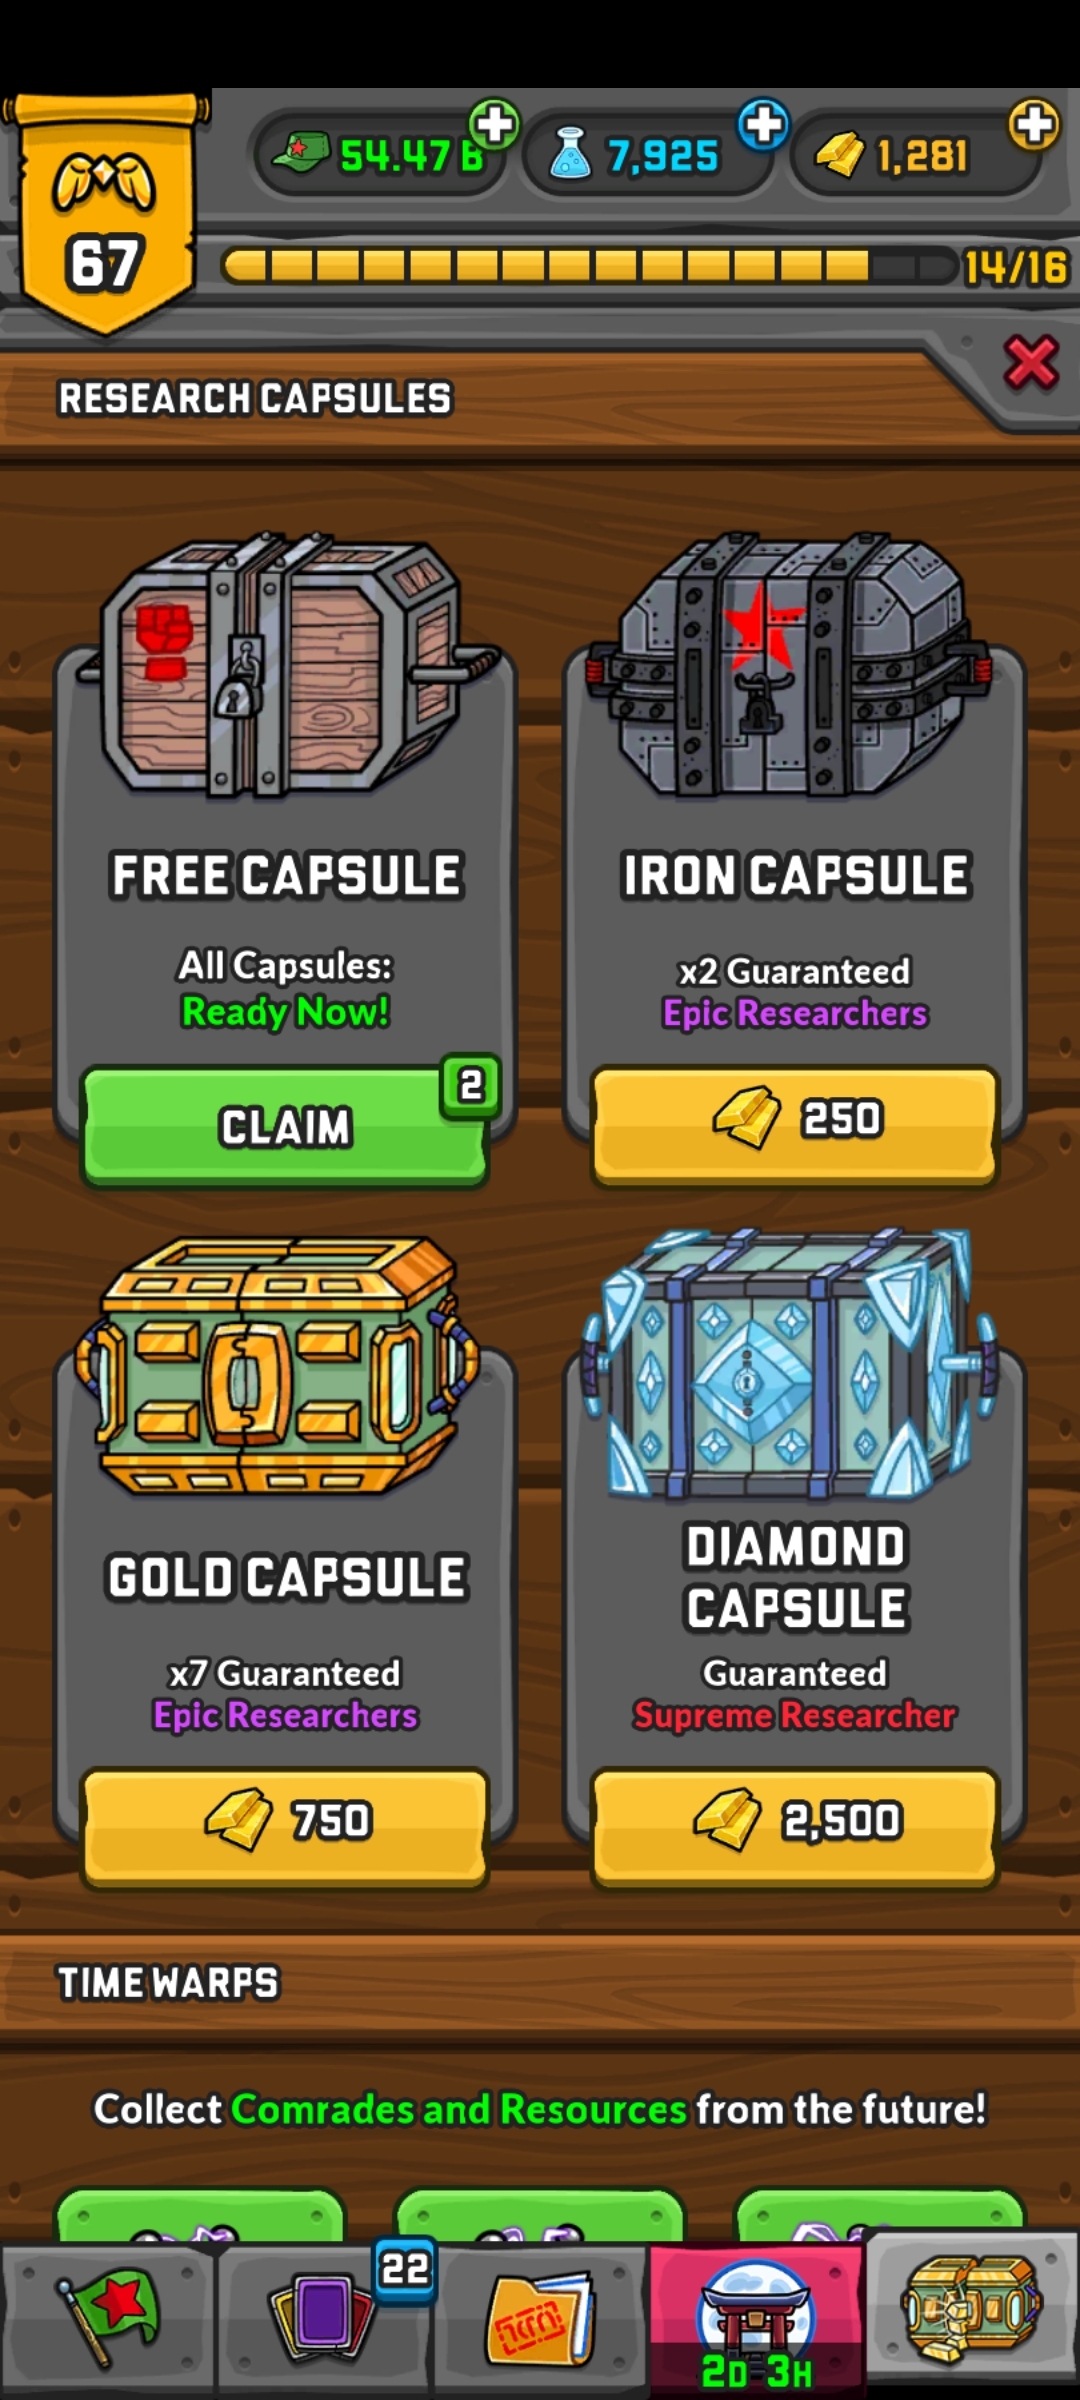 54.47 B
7,925
1,281
67
14/16
RESEARCH CAPSULES
FREE CAPSULE
All Capsules:
Ready Now!
CLAIM
2
IRON CAPSULE
x2 Guaranteed
Epic Researchers
250
GOLD CAPSULE
x7 Guaranteed
Epic Researchers
750
DIAMOND
CAPSULE
Guaranteed
Supreme Researcher
2,500
TIME WARPS
Collect Comrades and Resources from the future!
22
2D 3H